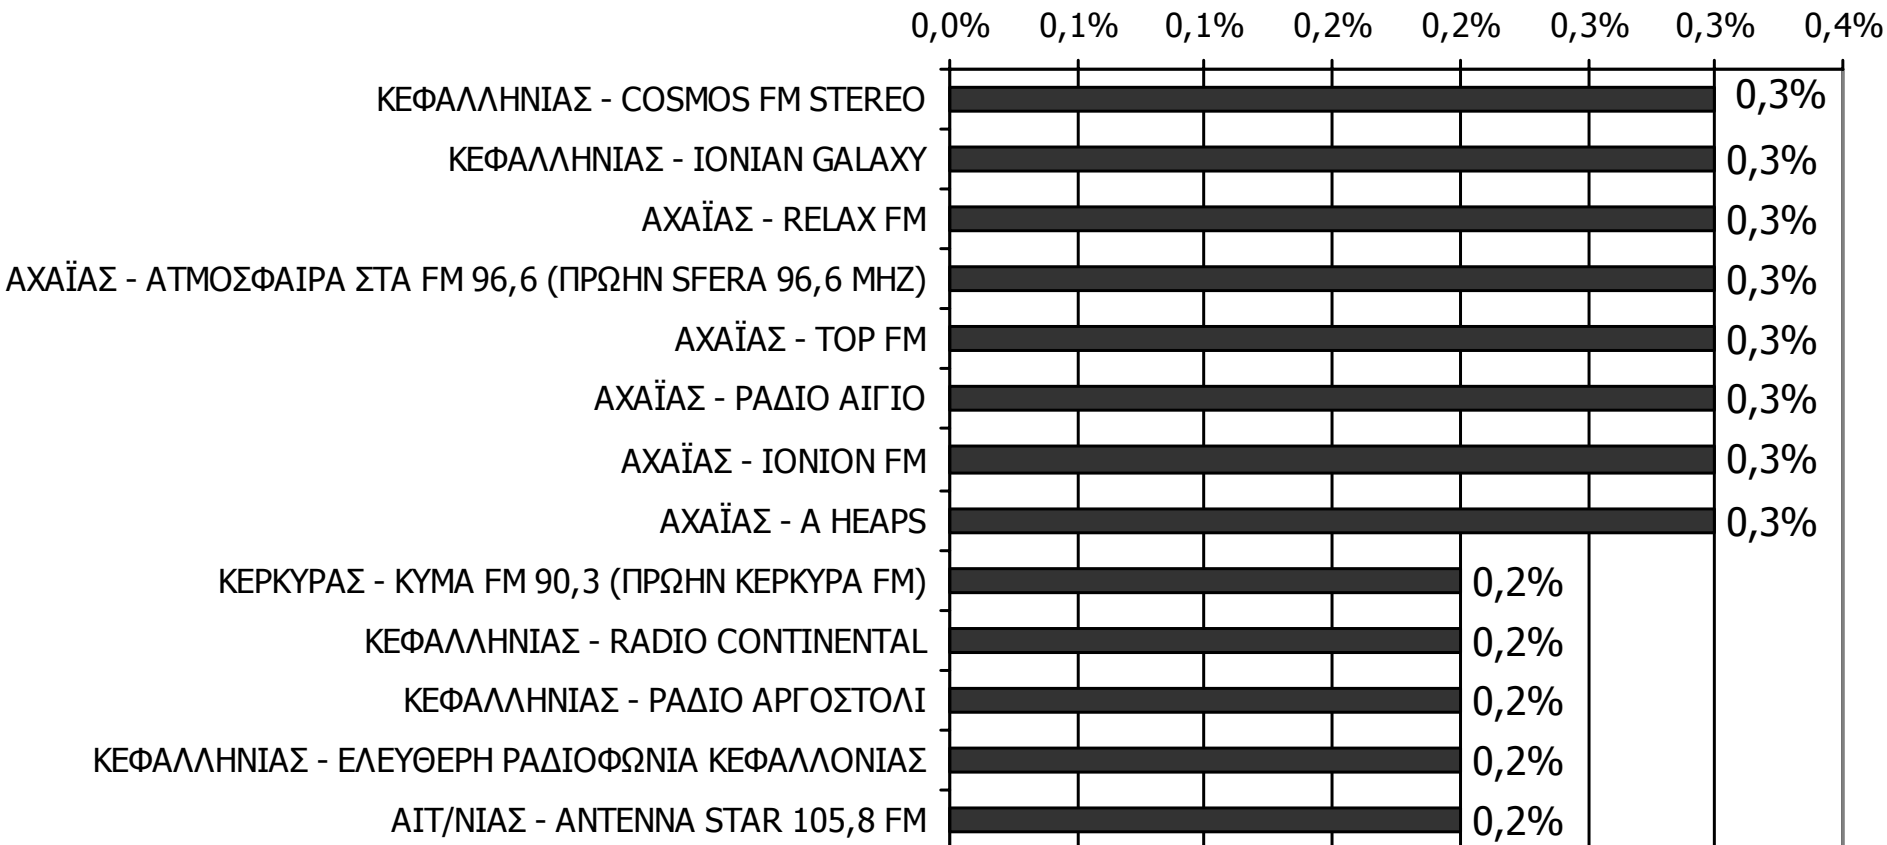 0,0% 0,1% 0,1% 0,2% 0,2% 0,3% 0,3% 0,4%
ΚΕΦΑΛΛΗΝΙΑΣ - COSMOS FM STEREO 0,3%
ΚΕΦΑΛΛΗΝΙΑΣ - IONIAN GALAXY 0,3%
ΑΧΑΪΑΣ - RELAX FM 0,3%
ΑΧΑΪΑΣ - ΑΤΜΟΣΦΑΙΡΑ ΣΤΑ FM 96,6 (ΠΡΩΗΝ SFERA 96,6 MHZ) 0,3%
ΑΧΑΪΑΣ - TOP FM 0,3%
ΑΧΑΪΑΣ - ΡΑΔΙΟ ΑΙΓΙΟ 0,3%
ΑΧΑΪΑΣ - IONION FM 0,3%
ΑΧΑΪΑΣ - A HEAPS 0,3%
ΚΕΡΚΥΡΑΣ - ΚΥΜΑ FM 90,3 (ΠΡΩΗΝ ΚΕΡΚΥΡΑ FM) 0,2%
ΚΕΦΑΛΛΗΝΙΑΣ - RADIO CONTINENTAL 0,2%
ΚΕΦΑΛΛΗΝΙΑΣ - ΡΑΔΙΟ ΑΡΓΟΣΤΟΛΙ 0,2%
ΚΕΦΑΛΛΗΝΙΑΣ - ΕΛΕΥΘΕΡΗ ΡΑΔΙΟΦΩΝΙΑ ΚΕΦΑΛΛΟΝΙΑΣ 0,2%
ΑΙΤ/ΝΙΑΣ - ANTENNA STAR 105,8 FM 0,2%